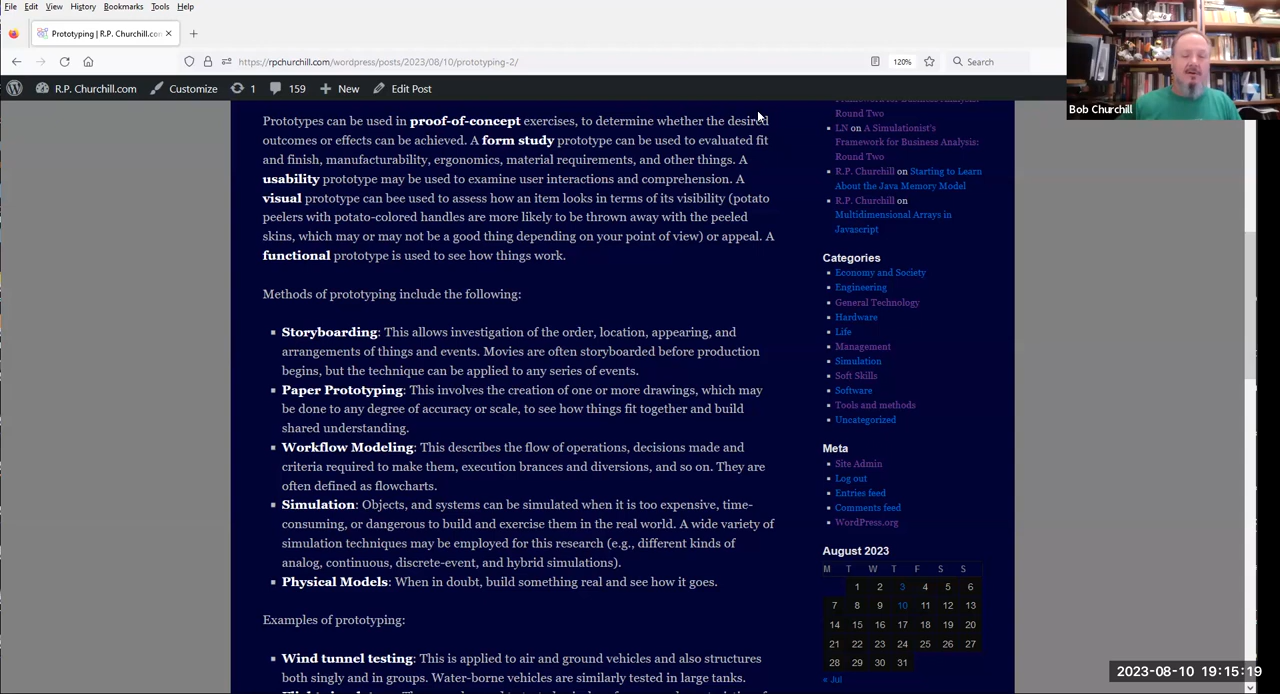 File Edit View History Bookmarks Tools Help
Prototyping | R.P. Churchill.com
https://rpchurchill.com/wordpress/posts/2023/08/10/prototyping-2/
120%
Search
R.P. Churchill.com Customize 1 159 New Edit Post
Bob Churchill
Prototypes can be used in proof-of-concept exercises, to determine whether the desired
outcomes or effects can be achieved. A form study prototype can be used to evaluated fit
and finish, manufacturability, ergonomics, material requirements, and other things. A
usability prototype may be used to examine user interactions and comprehension. A
visual prototype can bee used to assess how an item looks in terms of its visibility (potato
peelers with potato-colored handles are more likely to be thrown away with the peeled
skins, which may or may not be a good thing depending on your point of view) or appeal. A
functional prototype is used to see how things work.
Methods of prototyping include the following:
Storyboarding: This allows investigation of the order, location, appearing, and
arrangements of things and events. Movies are often storyboarded before production
begins, but the technique can be applied to any series of events.
Paper Prototyping: This involves the creation of one or more drawings, which may
be done to any degree of accuracy or scale, to see how things fit together and build
shared understanding.
Workflow Modeling: This describes the flow of operations, decisions made and
criteria required to make them, execution brances and diversions, and so on. They are
often defined as flowcharts.
Simulation: Objects, and systems can be simulated when it is too expensive, time-
consuming, or dangerous to build and exercise them in the real world. A wide variety of
simulation techniques may be employed for this research (e.g., different kinds of
analog, continuous, discrete-event, and hybrid simulations).
Physical Models: When in doubt, build something real and see how it goes.
Examples of prototyping:
Wind tunnel testing: This is applied to air and ground vehicles and also structures
both singly and in groups. Water-borne vehicles are similarly tested in large tanks.
Framework for Business Analysis:
Round Two
LN on A Simulationist's
Framework for Business Analysis:
Round Two
R.P. Churchill on Starting to Learn
About the Java Memory Model
R.P. Churchill on
Multidimensional Arrays in
Javascript
Categories
Economy and Society
Engineering
General Technology
Hardware
Life
Management
Simulation
Soft Skills
Software
Tools and methods
Uncategorized
Meta
Site Admin
Log out
Entries feed
Comments feed
WordPress.org
August 2023
M T W T F S S
1 2 3 4 5 6
7 8 9 10 11 12 13
14 15 16 17 18 19 20
21 22 23 24 25 26 27
28 29 30 31
« Jul
2023-08-10 19:15:19